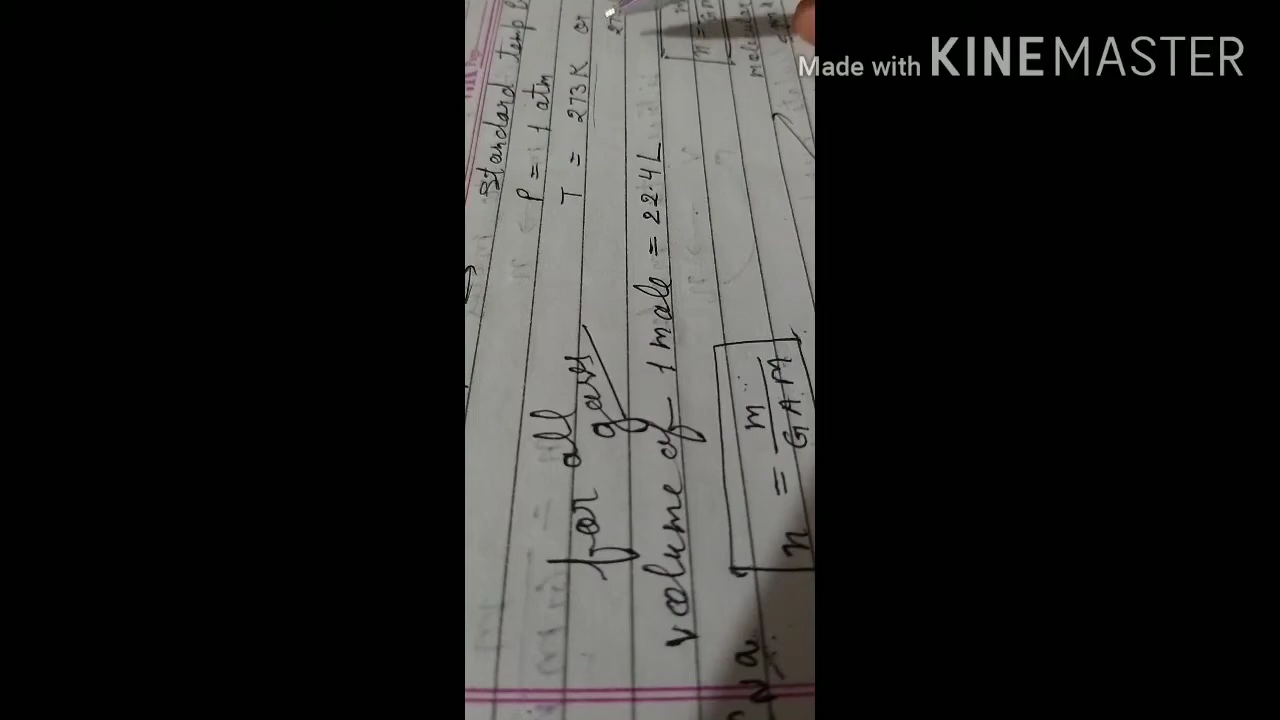 Standard temp
P = 1 atm
T = 273 K or
for all
gases
volume of 1 mole = 22.4 L
n = m
GAM
molecular
Made with KINEMASTER